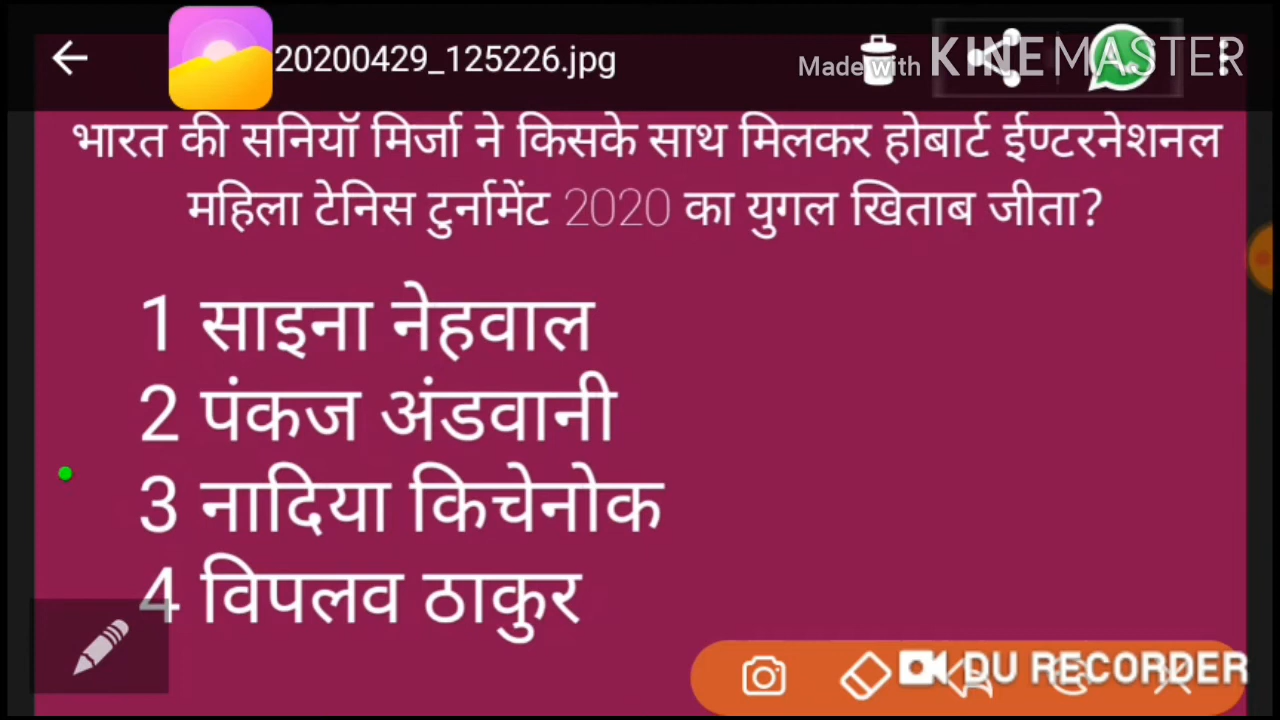 20200429_125226.jpg
Made with KINEMASTER
भारत की सनियॉ मिर्जा ने किसके साथ मिलकर होबार्ट ईण्टरनेशनल
महिला टेनिस टुर्नामेंट 2020 का युगल खिताब जीता?
1 साइना नेहवाल
2 पंकज अंडवानी
3 नादिया किचेनोक
4 विपलव ठाकुर
DU RECORDER